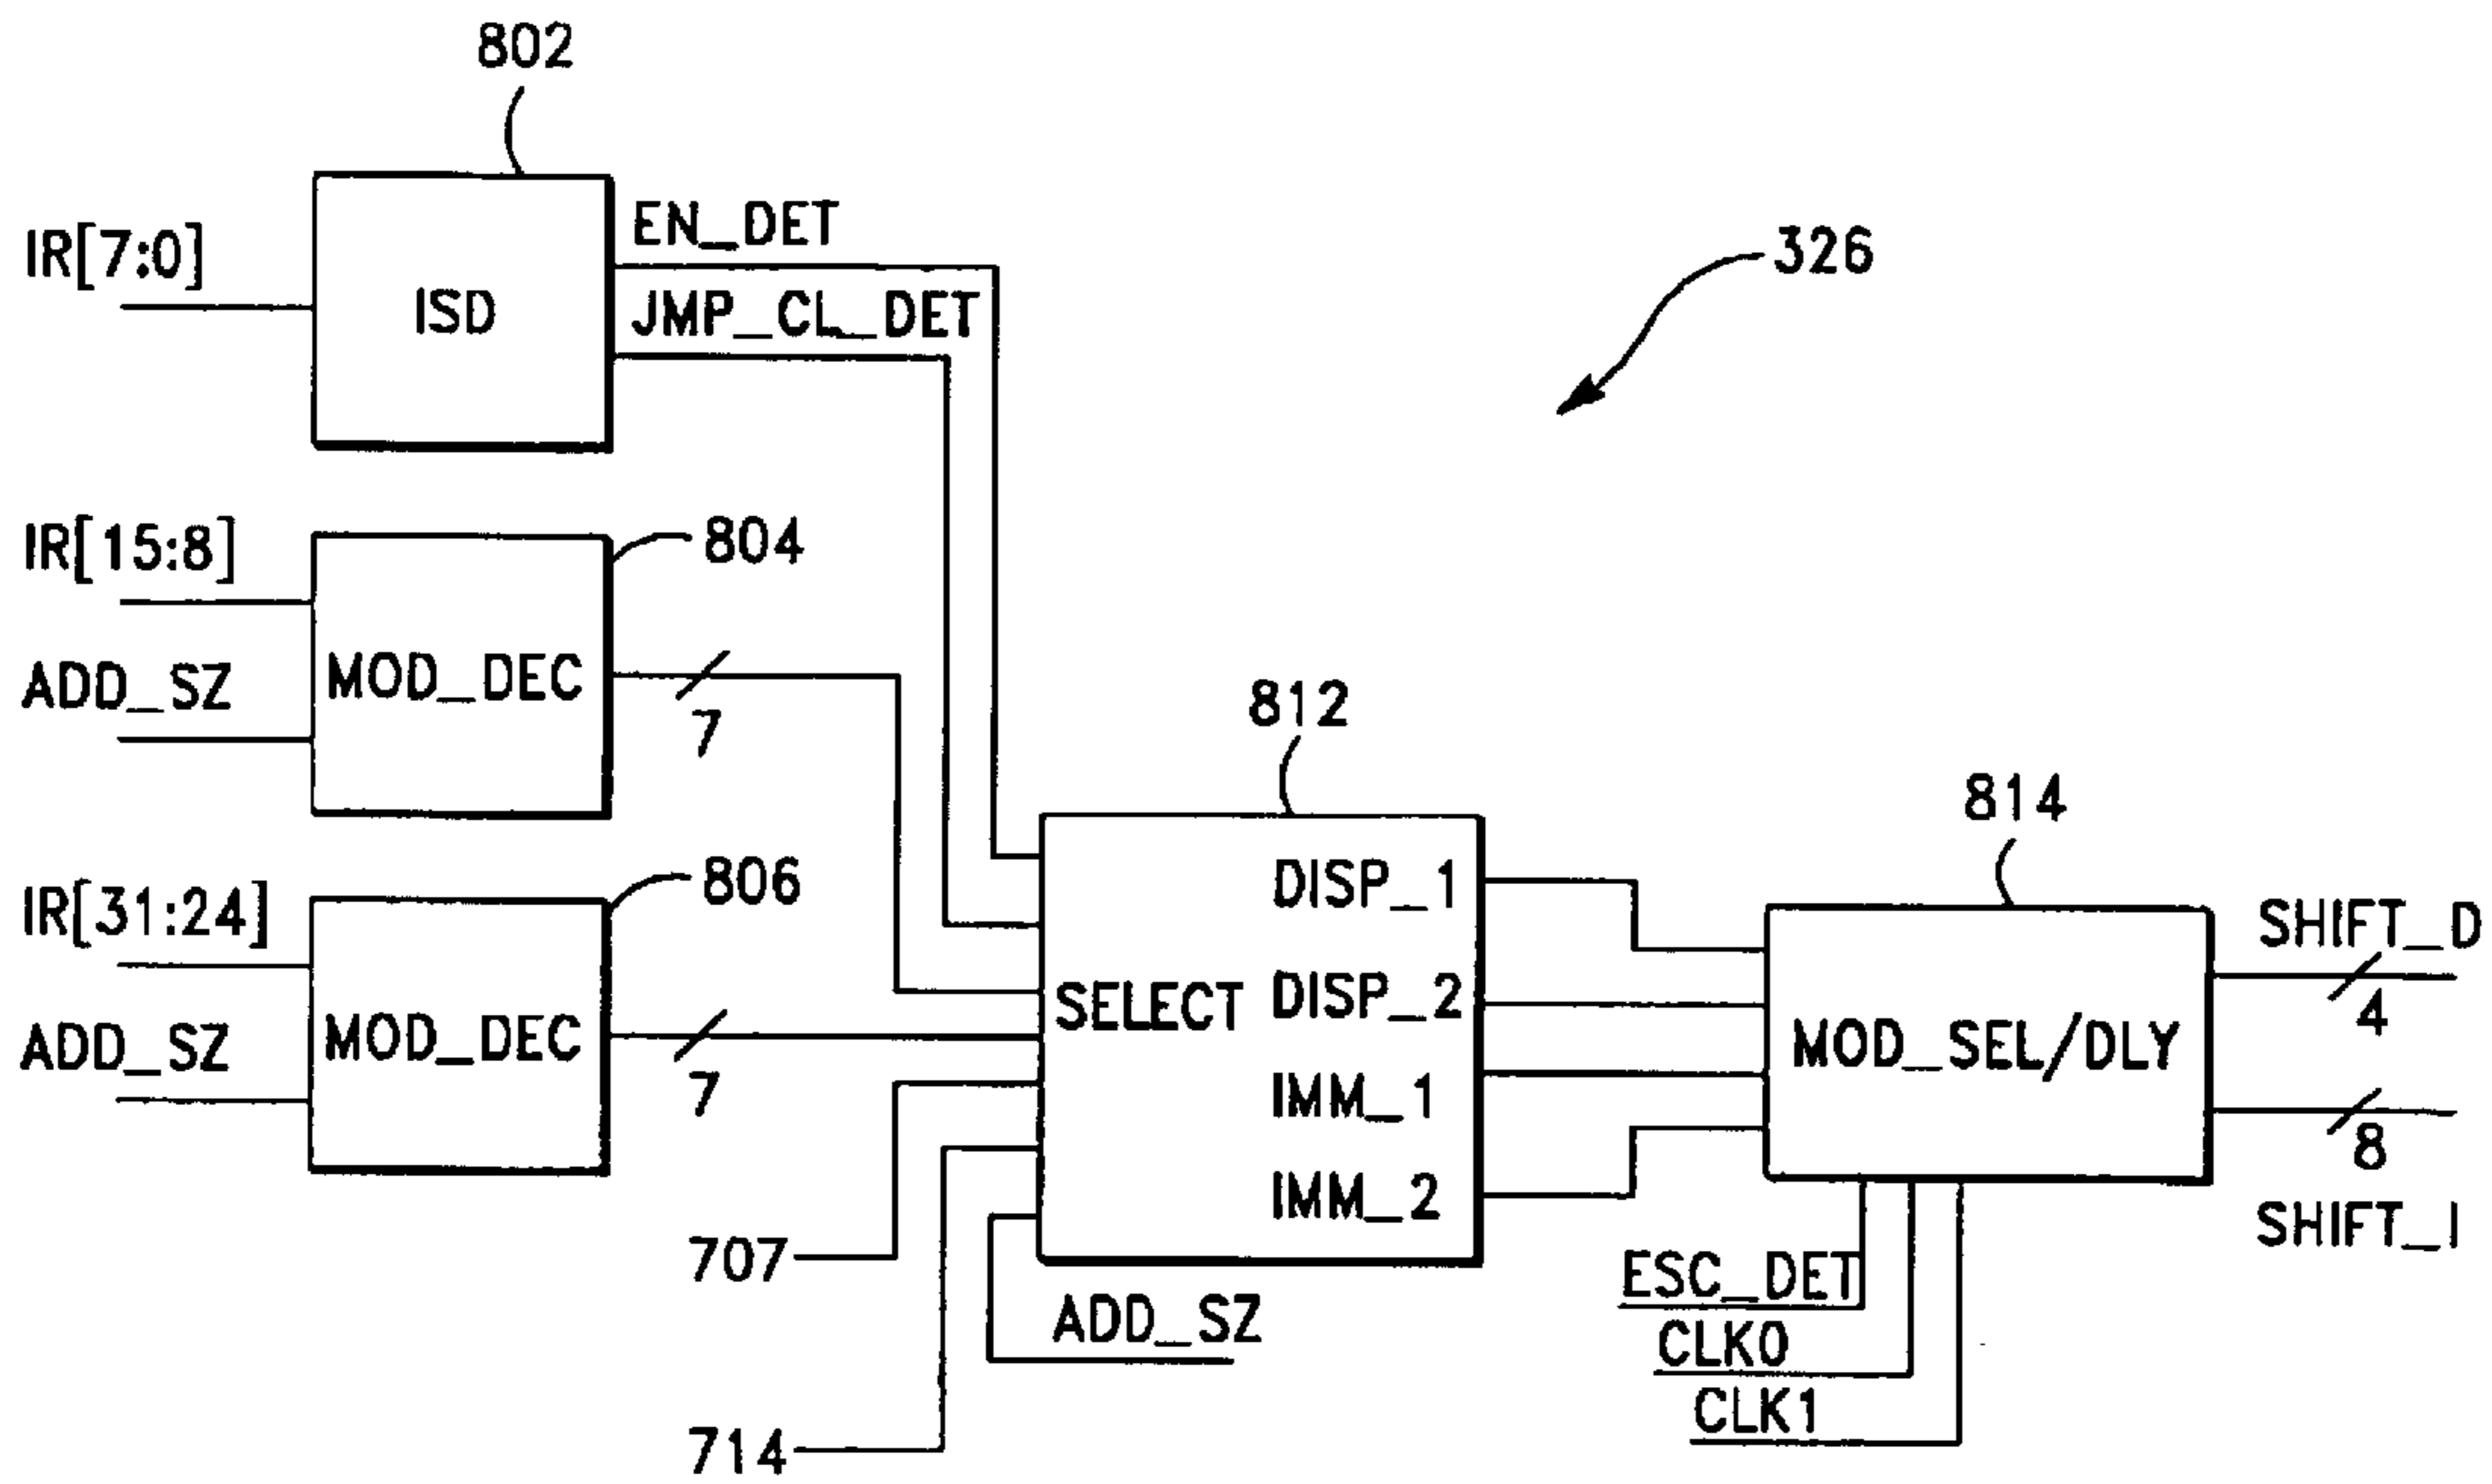 802
IR[7:0]
ISD
EN_DET
JMP_CL_DET
326
IR[15:8]
ADD_SZ
MOD_DEC
804
7
IR[31:24]
ADD_SZ
MOD_DEC
806
7
707
714
812
SELECT
DISP_1
DISP_2
IMM_1
IMM_2
ADD_SZ
814
MOD_SEL/DLY
ESC_DET
CLK0
CLK1
SHIFT_D
4
8
SHIFT_I